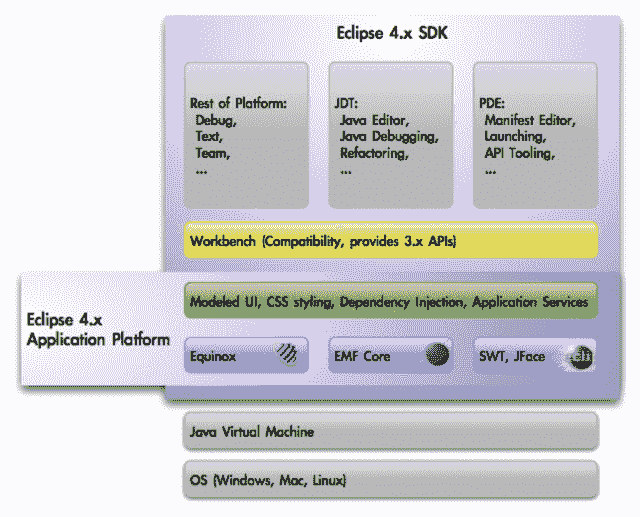 Eclipse 4.x SDK
Rest of Platform:
Debug,
Text,
Team,
...
JDT:
Java Editor,
Java Debugging,
Refactoring,
...
PDE:
Manifest Editor,
Launching,
API Tooling,
...
Workbench (Compatibility, provides 3.x APIs)
Eclipse 4.x
Application Platform
Modeled UI, CSS styling, Dependency Injection, Application Services
Equinox
EMF Core
SWT, JFace
Java Virtual Machine
OS (Windows, Mac, Linux)